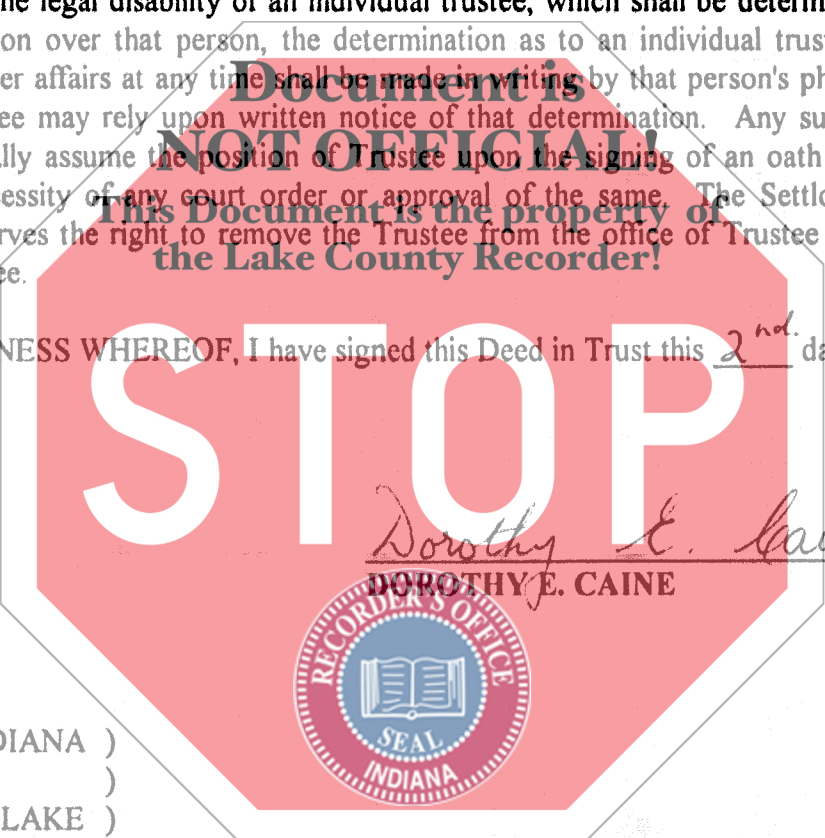 he legal disability of an individual trustee, which shall be determ
on over that person, the determination as to an individual trust
er affairs at any time shall be made in writing by that person's ph
Document is
ee may rely upon written notice of that determination. Any su
NOT OFFICIAL!
lly assume the position of Trustee upon the signing of an oath
essity of any court order or approval of the same. The Settlo
This Document is the property of
rves the right to remove the Trustee from the office of Trustee
the Lake County Recorder!
ee.
NESS WHEREOF, I have signed this Deed in Trust this 2nd. da
STOP
Dorothy E. Cai
DOROTHY E. CAINE
RECORDER'S OFFICE
SEAL
INDIANA
DIANA )
)
LAKE )